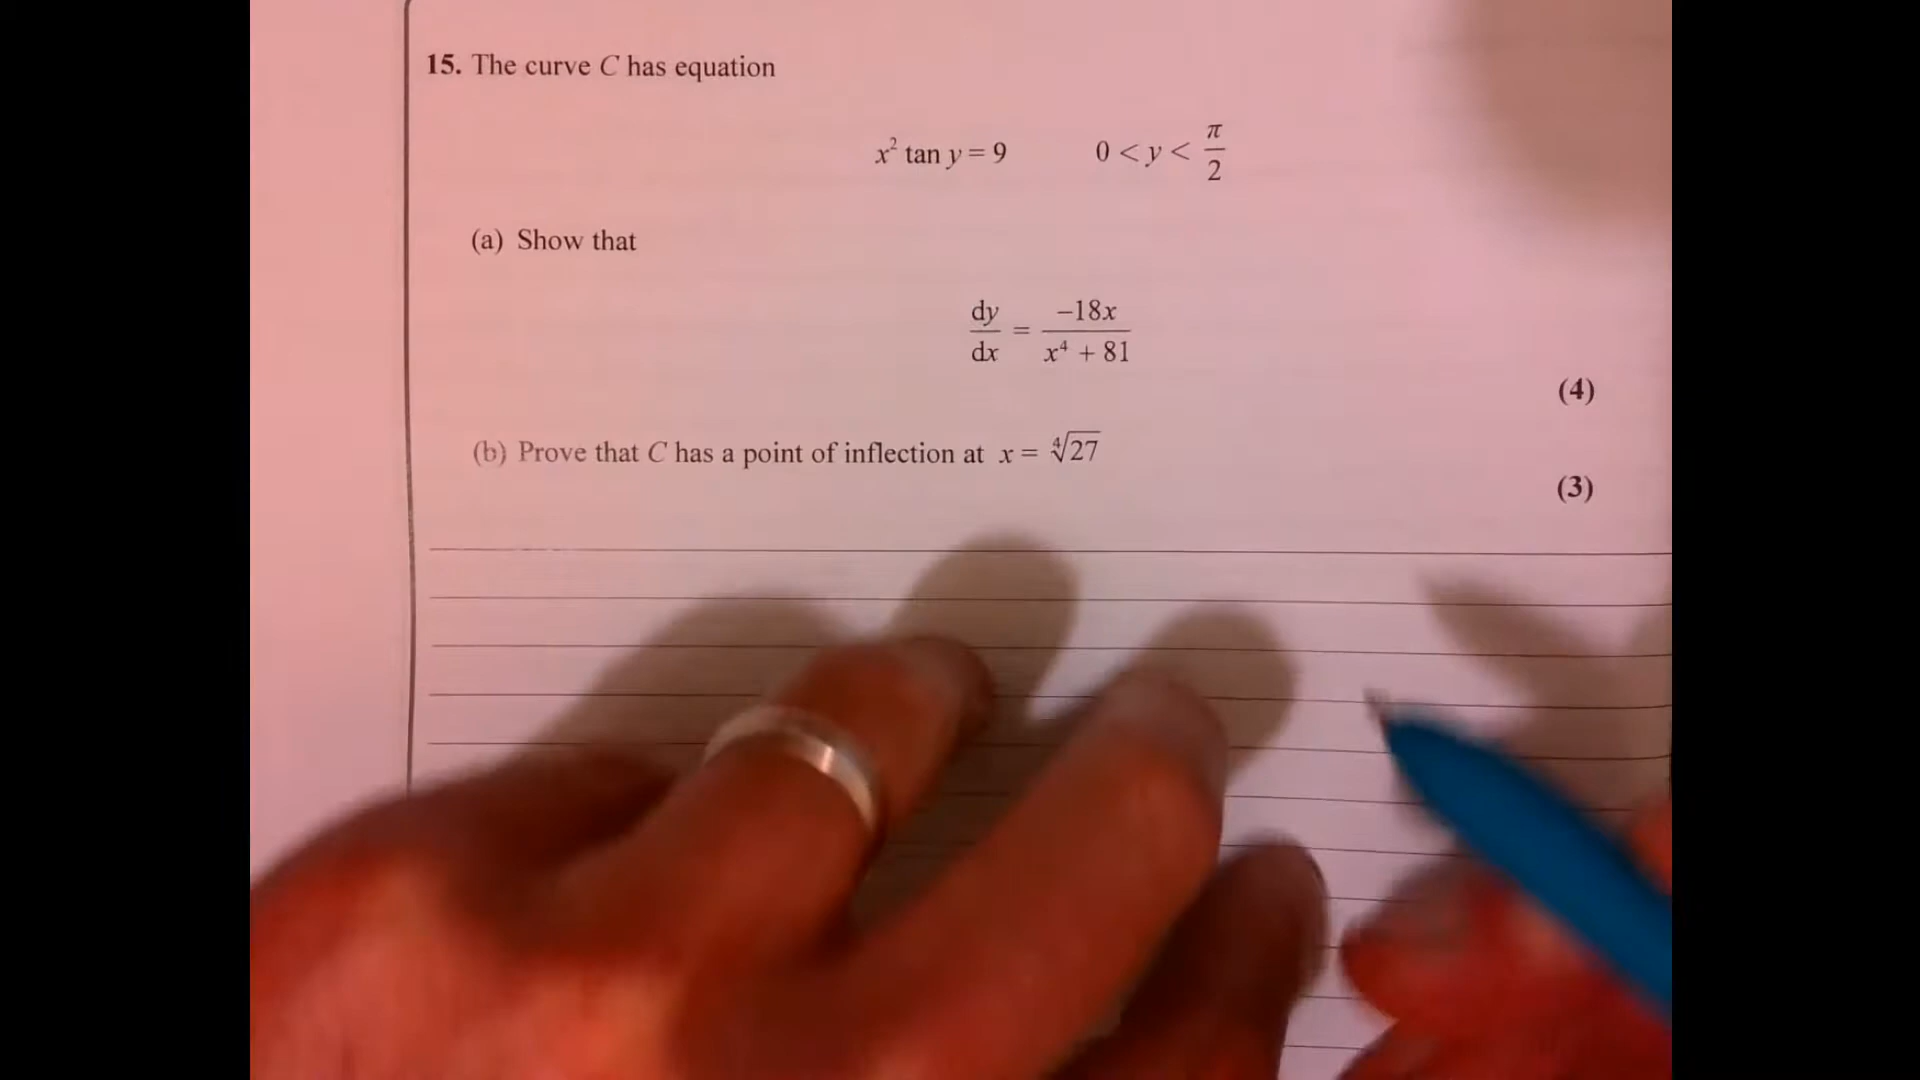 15. The curve C has equation
x² tan y = 9 0 < y < π/2
(a) Show that
dy/dx = −18x/(x⁴ + 81)
(4)
(b) Prove that C has a point of inflection at x = ∜27
(3)